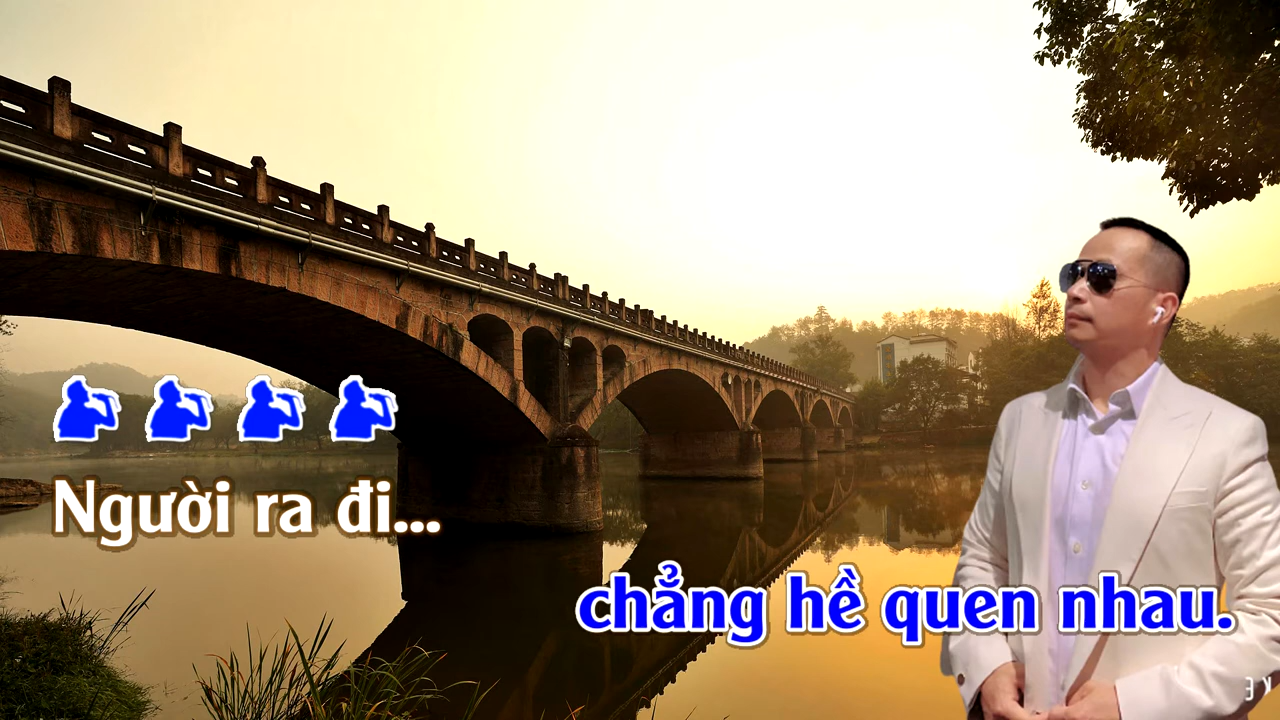 Người ra đi...
chẳng hề quen nhau.